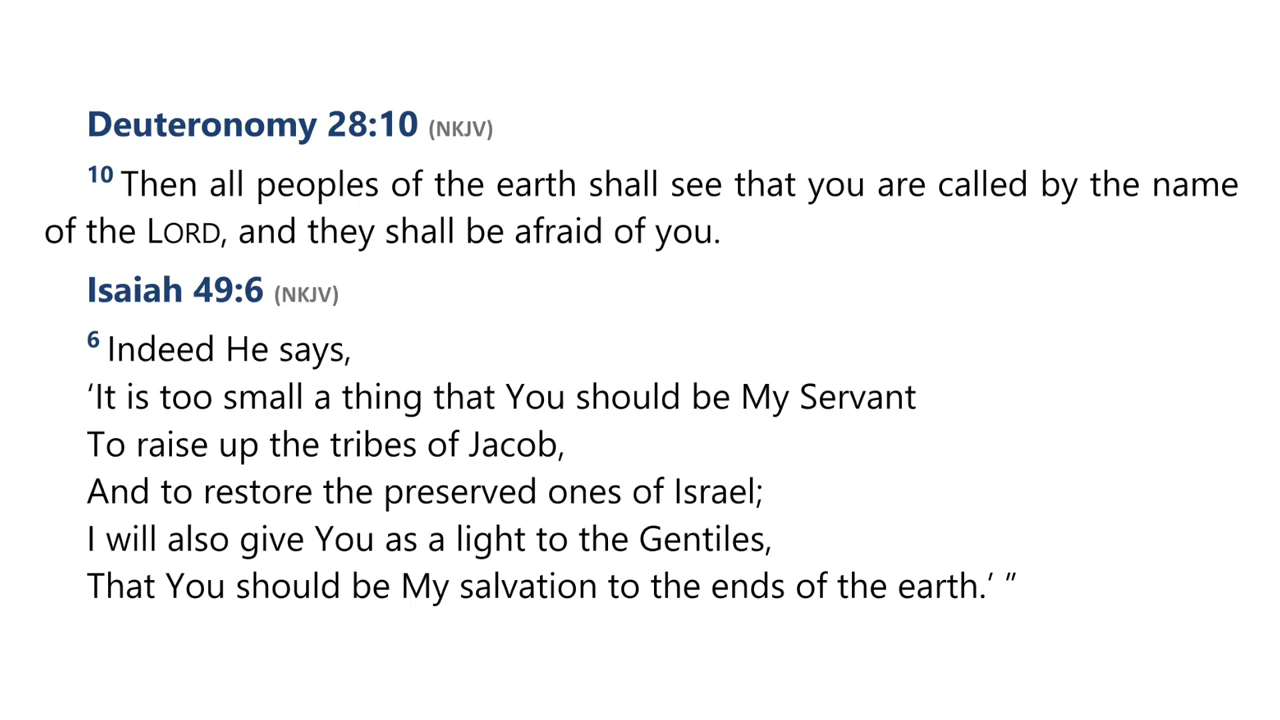 Deuteronomy 28:10 (NKJV)
10 Then all peoples of the earth shall see that you are called by the name
of the LORD, and they shall be afraid of you.
Isaiah 49:6 (NKJV)
6 Indeed He says,
‘It is too small a thing that You should be My Servant
To raise up the tribes of Jacob,
And to restore the preserved ones of Israel;
I will also give You as a light to the Gentiles,
That You should be My salvation to the ends of the earth.’ ”